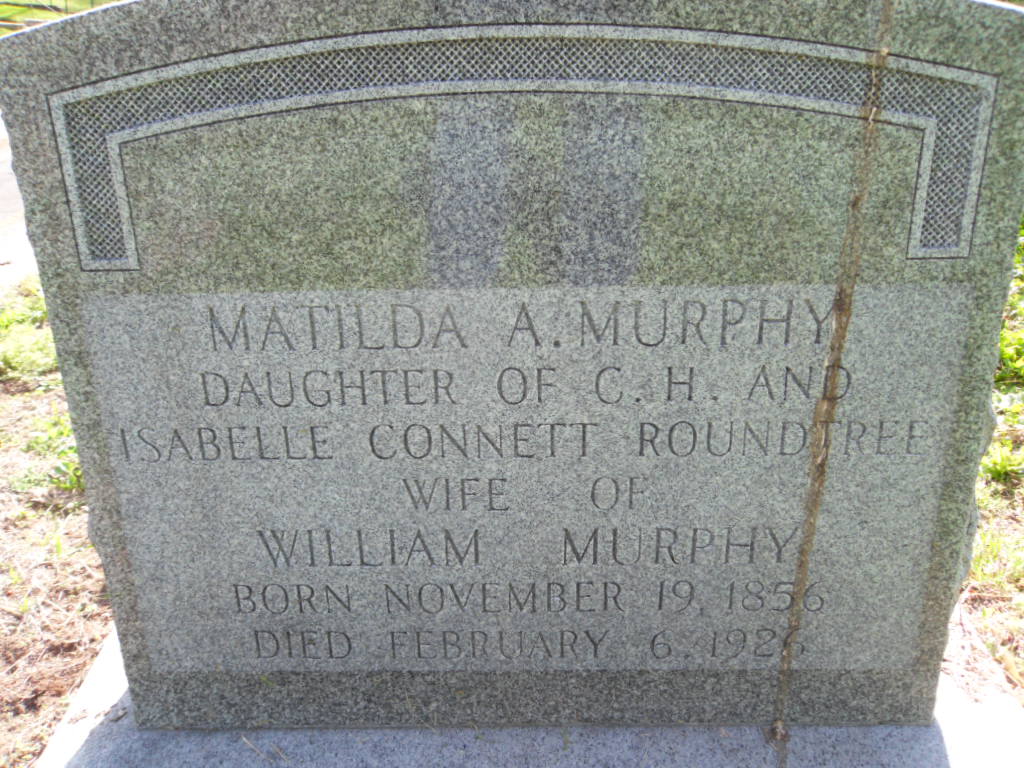 MATILDA A. MURPHY
DAUGHTER OF C. H. AND
ISABELLE CONNETT ROUNDTREE
WIFE OF
WILLIAM MURPHY
BORN NOVEMBER 19, 1856
DIED FEBRUARY 6, 1926